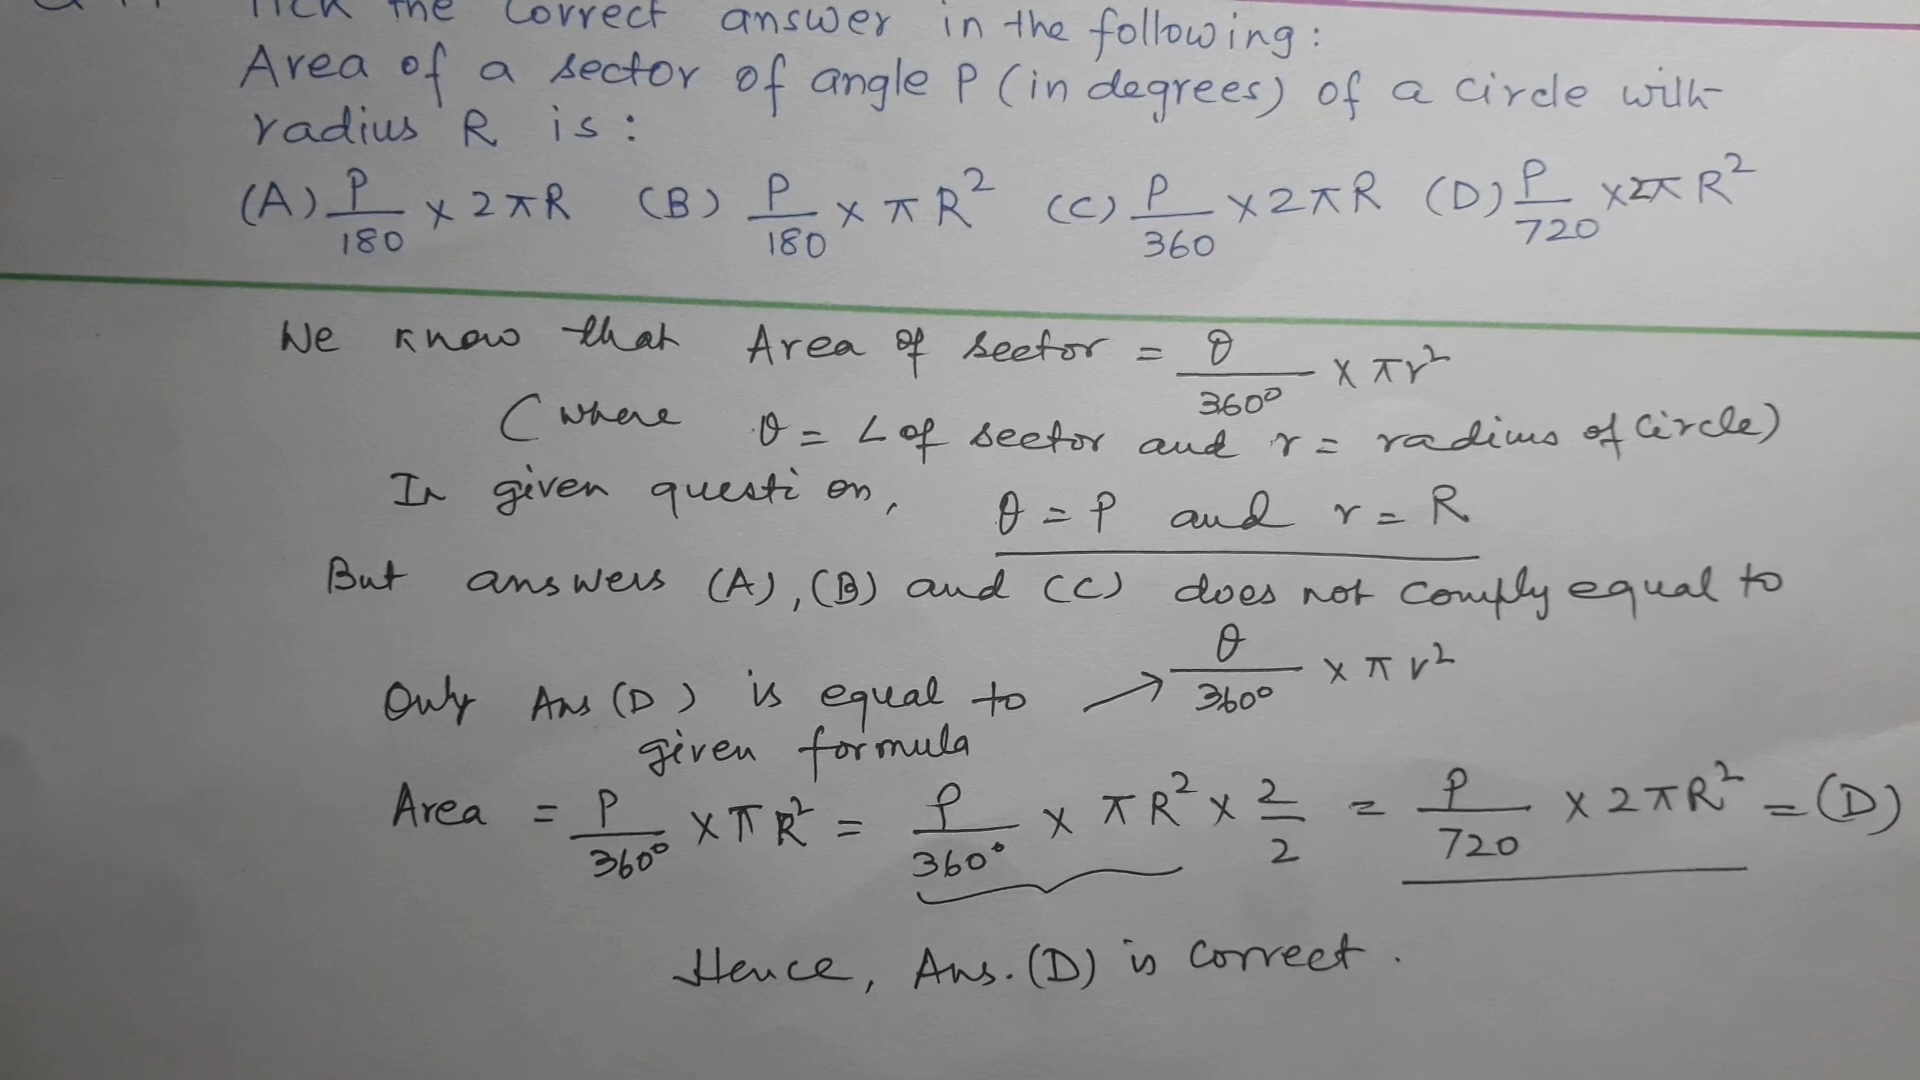 Tick the Correct answer in the following:
Area of a sector of angle P (in degrees) of a circle with
radius R is:
(A) P/180 × 2πR (B) P/180 × πR² (C) P/360 × 2πR (D) P/720 × 2πR²
We know that Area of sector = θ/360° × πr²
(where θ = ∠ of sector and r = radius of Circle)
In given question, θ = P and r = R
But answers (A), (B) and (C) does not comply equal to
θ/360° × πr²
Only Ans (D) is equal to →
given formula
Area = P/360° × πR² = P/360° × πR² × 2/2 = P/720 × 2πR² = (D)
Hence, Ans. (D) is Correct.